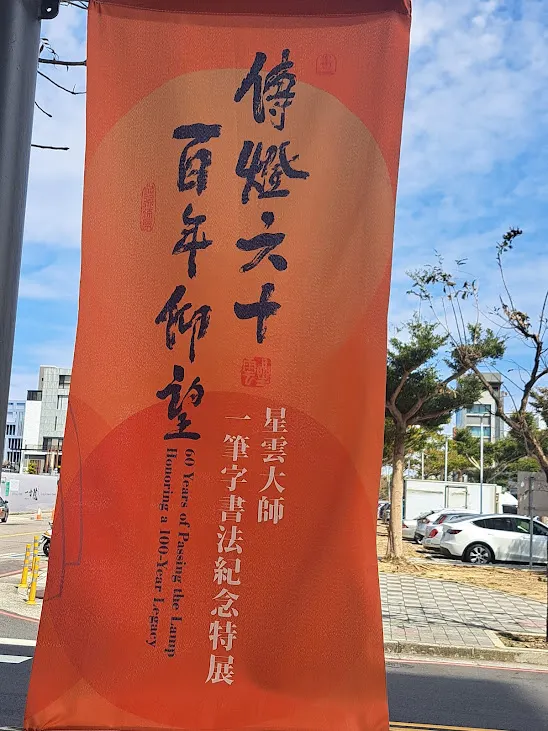 傳燈六十
百年仰望
星雲大師
一筆字書法紀念特展
60 Years of Passing the Lamp
Honoring a 100-Year Legacy